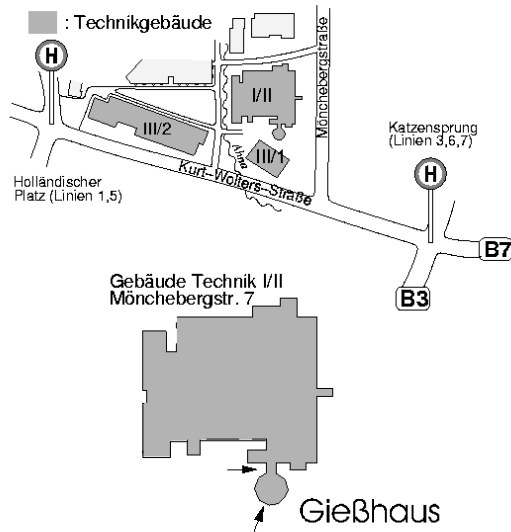 : Technikgebäude
H
I/II
Mönchebergstraße
III/2
Ahna
III/1
Katzensprung
(Linien 3,6,7)
H
Holländischer
Platz (Linien 1,5)
Kurt-Wolters-Straße
B7
B3
Gebäude Technik I/II
Mönchebergstr. 7
Gießhaus